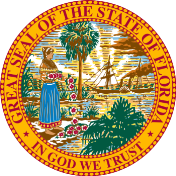 GREAT SEAL OF THE STATE OF FLORIDA
IN GOD WE TRUST